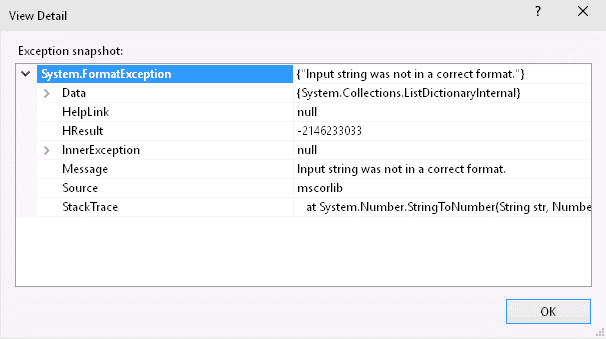 View Detail
?
Exception snapshot:
System.FormatException {"Input string was not in a correct format."}
Data {System.Collections.ListDictionaryInternal}
HelpLink null
HResult -2146233033
InnerException null
Message Input string was not in a correct format.
Source mscorlib
StackTrace at System.Number.StringToNumber(String str, Numbe
OK